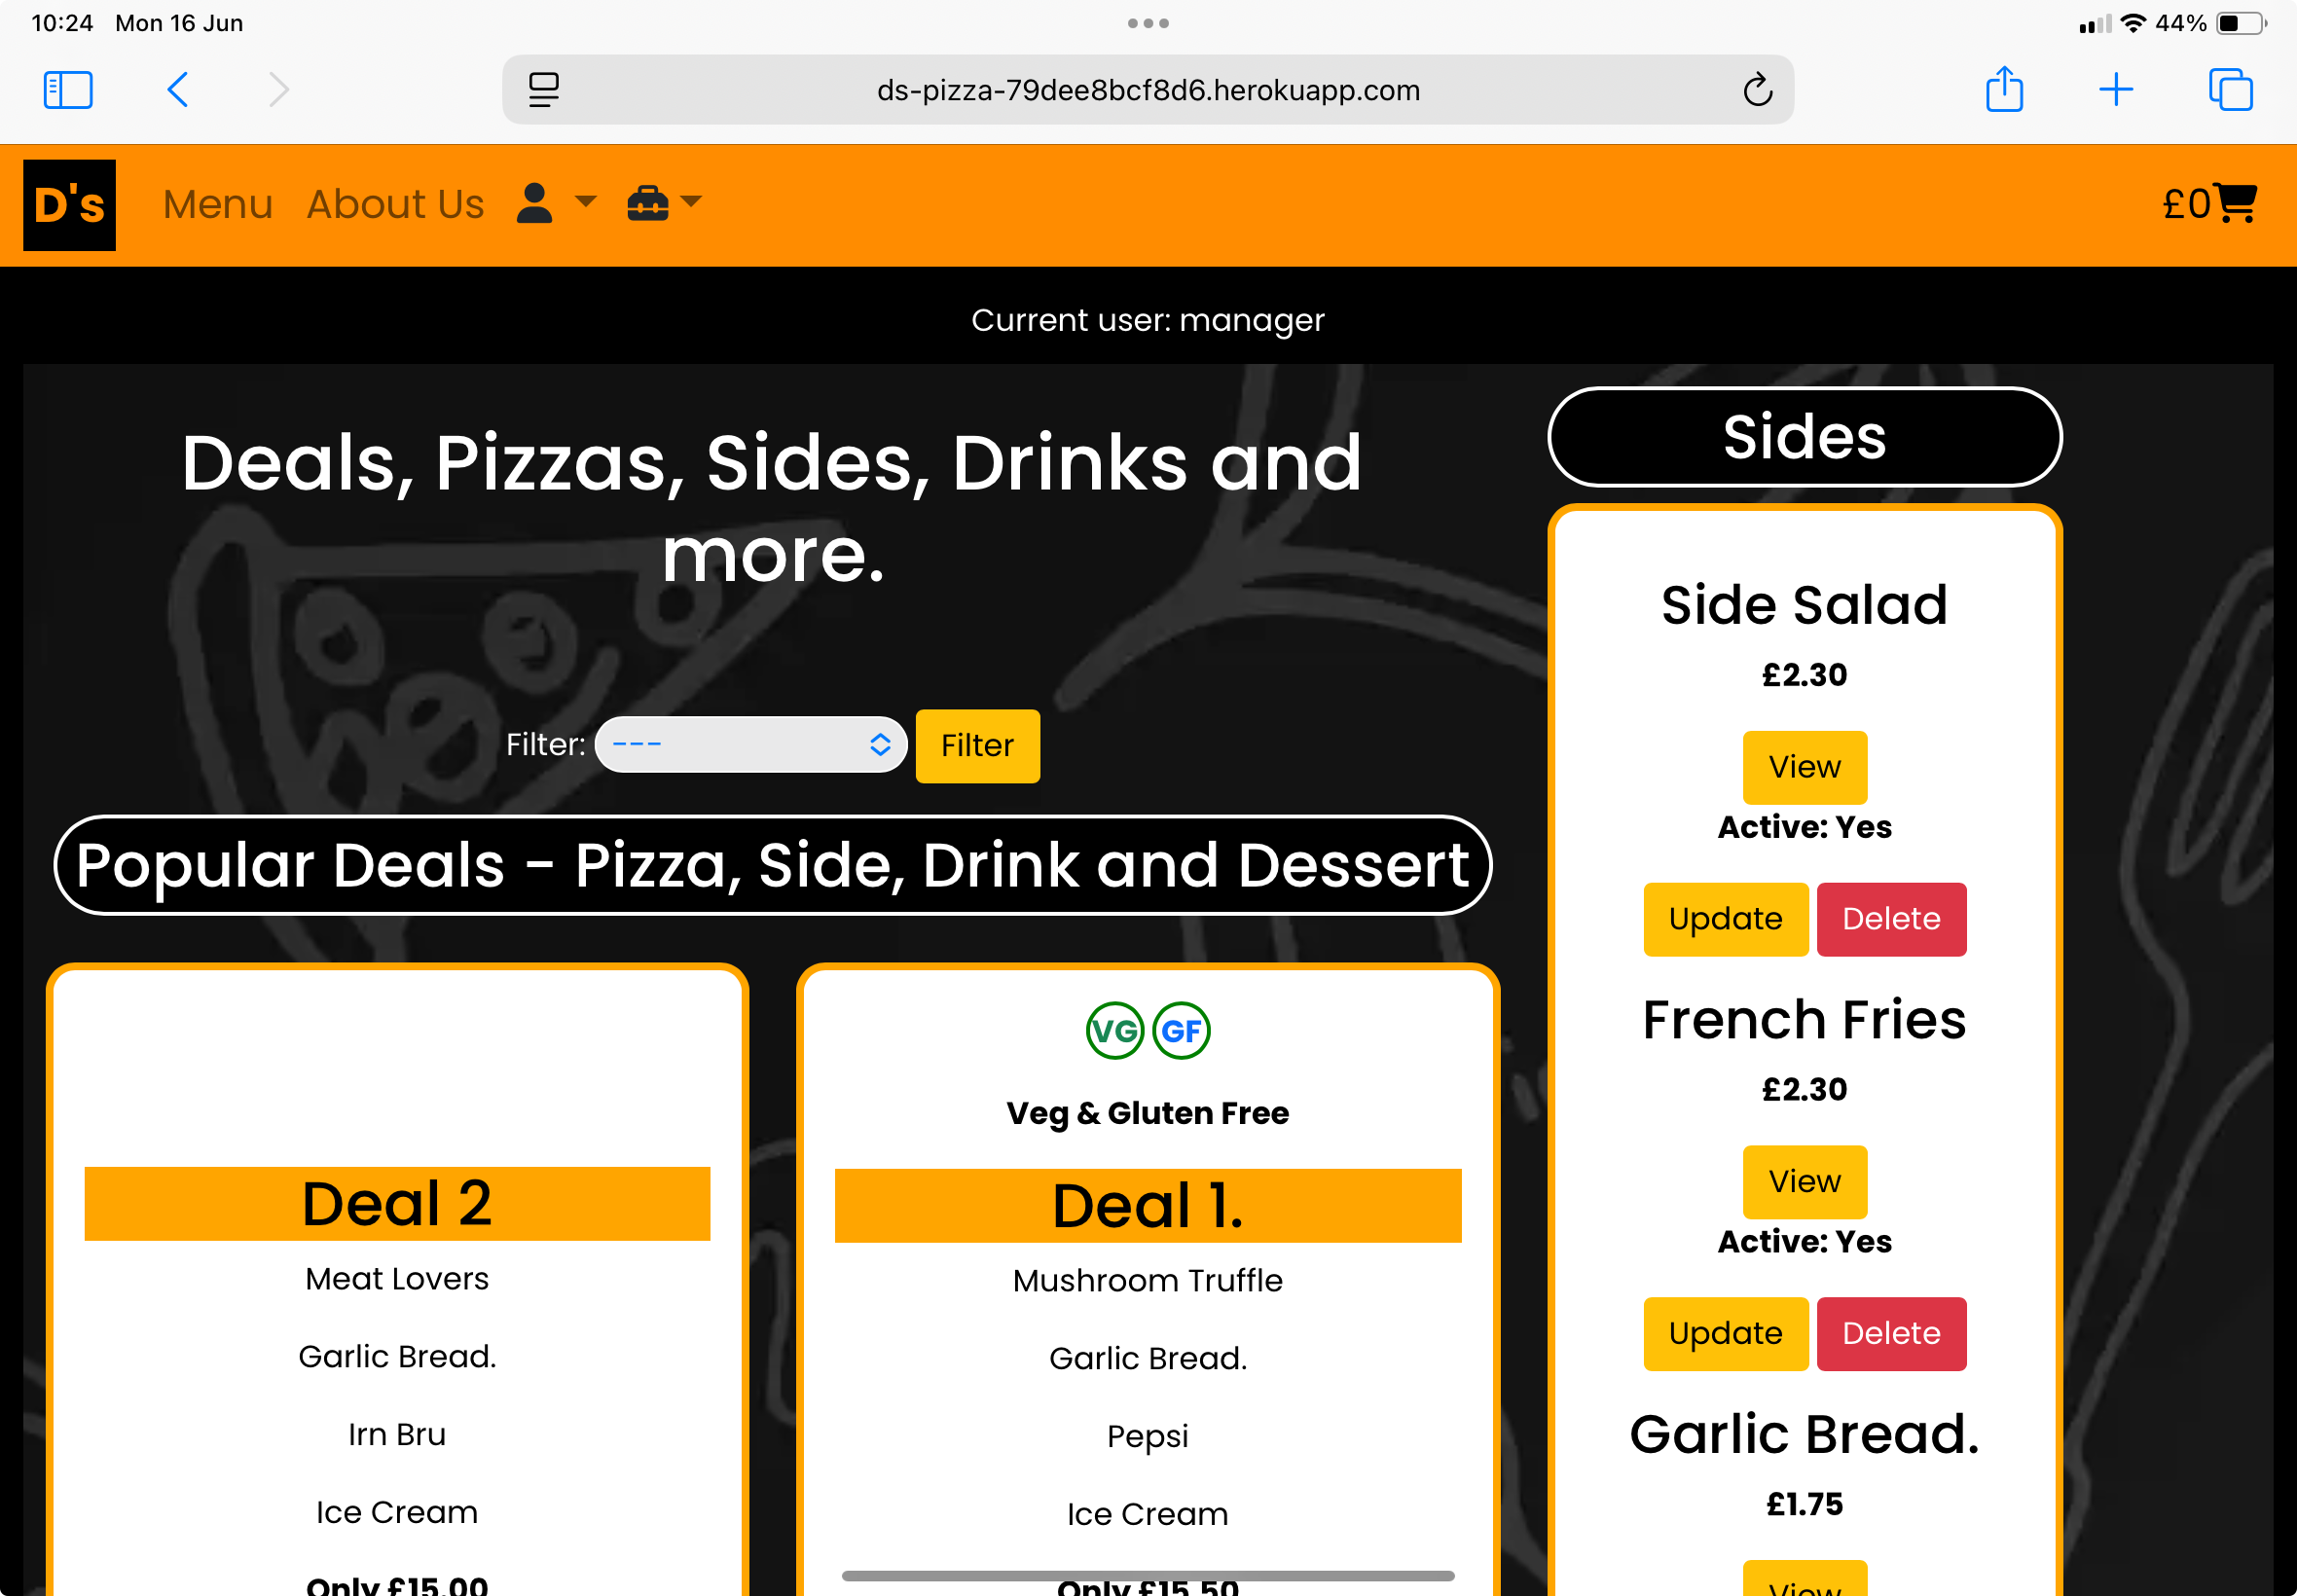 10:24 Mon 16 Jun
44%
ds-pizza-79dee8bcf8d6.herokuapp.com
D's Menu About Us £0
Current user: manager
Deals, Pizzas, Sides, Drinks and
more.
Filter: --- Filter
Popular Deals - Pizza, Side, Drink and Dessert
Deal 2
Meat Lovers
Garlic Bread.
Irn Bru
Ice Cream
Only £15.00
VG GF
Veg & Gluten Free
Deal 1.
Mushroom Truffle
Garlic Bread.
Pepsi
Ice Cream
Only £15.50
Sides
Side Salad
£2.30
View
Active: Yes
Update Delete
French Fries
£2.30
View
Active: Yes
Update Delete
Garlic Bread.
£1.75
View